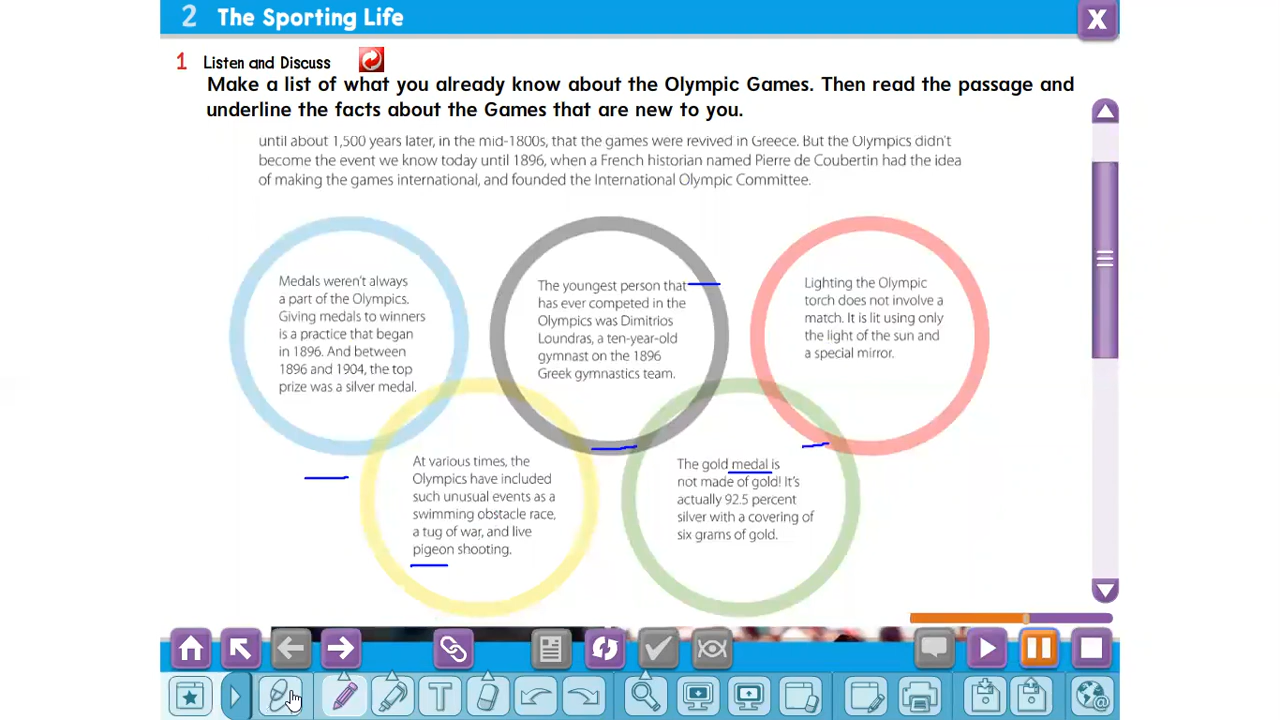 2 The Sporting Life
X
1 Listen and Discuss
Make a list of what you already know about the Olympic Games. Then read the passage and
underline the facts about the Games that are new to you.
until about 1,500 years later, in the mid-1800s, that the games were revived in Greece. But the Olympics didn't
become the event we know today until 1896, when a French historian named Pierre de Coubertin had the idea
of making the games international, and founded the International Olympic Committee.
Medals weren't always
a part of the Olympics.
Giving medals to winners
is a practice that began
in 1896. And between
1896 and 1904, the top
prize was a silver medal.
The youngest person that
has ever competed in the
Olympics was Dimitrios
Loundras, a ten-year-old
gymnast on the 1896
Greek gymnastics team.
Lighting the Olympic
torch does not involve a
match. It is lit using only
the light of the sun and
a special mirror.
At various times, the
Olympics have included
such unusual events as a
swimming obstacle race,
a tug of war, and live
pigeon shooting.
The gold medal is
not made of gold! It's
actually 92.5 percent
silver with a covering of
six grams of gold.
T
@